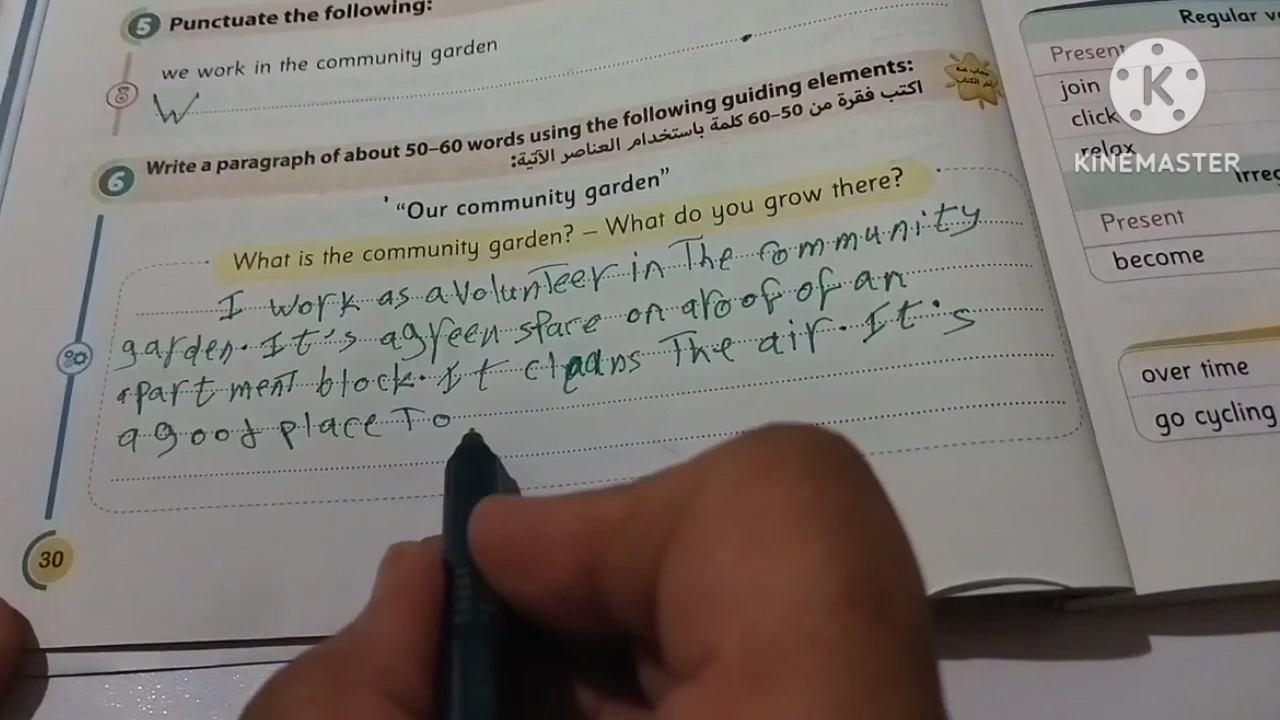 5 Punctuate the following:
we work in the community garden
W
6 Write a paragraph of about 50–60 words using the following guiding elements:
اكتب فقرة من 50–60 كلمة باستخدام العناصر الآتية:
"Our community garden"
What is the community garden? – What do you grow there?
I work as a volunteer in The community
garden. It's a green space on a roof of an
apartment block. It cleans The air. It's
a good place To
30
Regular
Present
join
click
relax
Irreg
Present
become
over time
go cycling
K
KINEMASTER